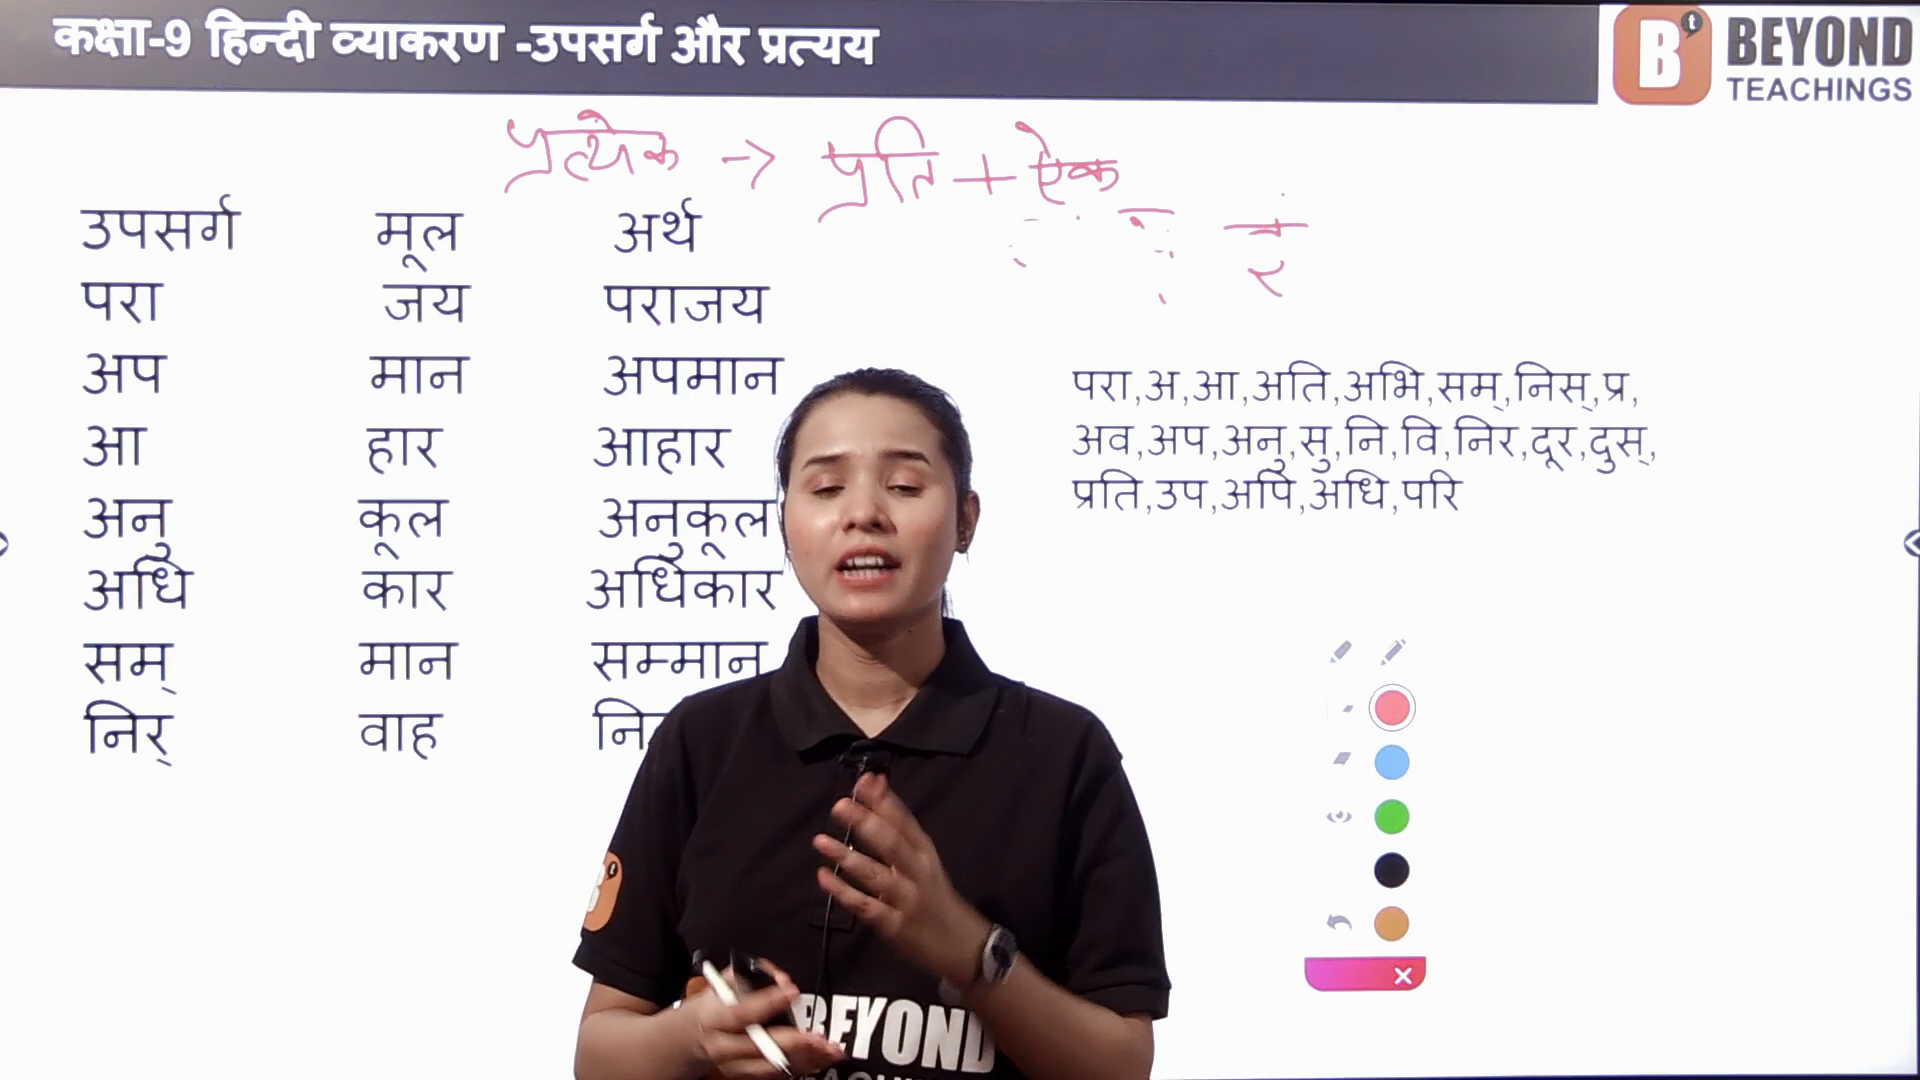 कक्षा-9 हिन्दी व्याकरण -उपसर्ग और प्रत्यय
BEYOND
TEACHINGS
प्रत्येक → प्रति + ऐक
उपसर्ग मूल अर्थ
परा जय पराजय
अप मान अपमान
आ हार आहार
अनु कूल अनुकूल
अधि कार अधिकार
सम् मान सम्मान
निर् वाह
परा,अ,आ,अति,अभि,सम्,निस्,प्र,
अव,अप,अनु,सु,नि,वि,निर,दूर,दुस्,
प्रति,उप,अपि,अधि,परि
BEYOND